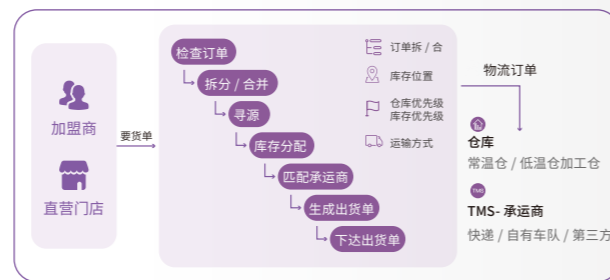 加盟商
直营门店
要货单
检查订单
拆分 / 合并
寻源
库存分配
匹配承运商
生成出货单
下达出货单
订单拆 / 合
库存位置
仓库优先级
库存优先级
运输方式
物流订单
仓库
常温仓 / 低温仓加工仓
TMS
TMS- 承运商
快递 / 自有车队 / 第三方